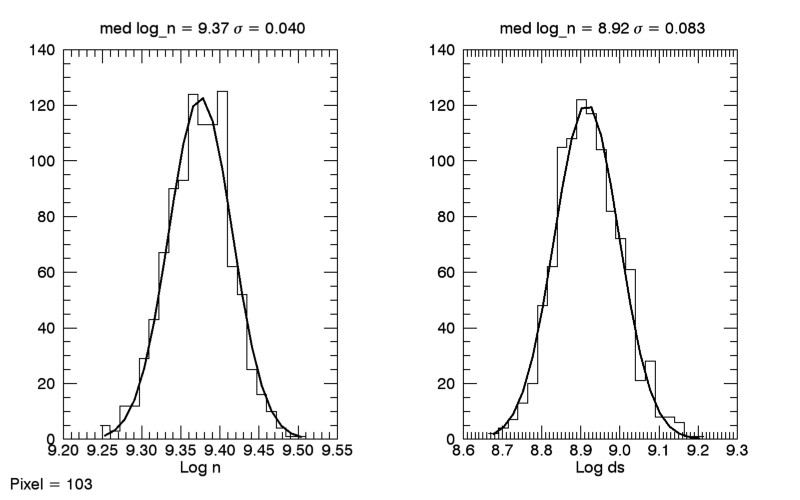 med log_n = 9.37 σ = 0.040
140
120
100
80
60
40
20
0
9.20 9.25 9.30 9.35 9.40 9.45 9.50 9.55
Log n
med log_n = 8.92 σ = 0.083
140
120
100
80
60
40
20
0
8.6 8.7 8.8 8.9 9.0 9.1 9.2 9.3
Log ds
Pixel = 103